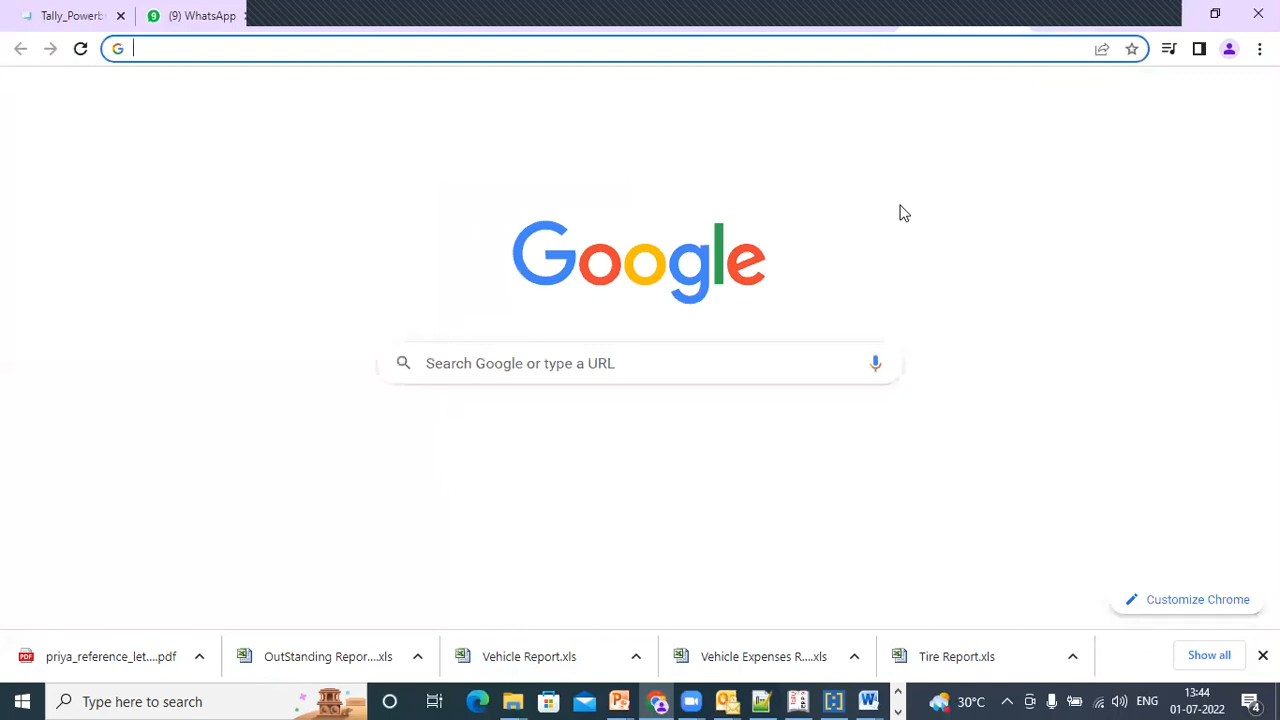 Tally_Powerb
(9) WhatsApp
Google
Search Google or type a URL
Customize Chrome
priya_reference_let....pdf
OutStanding Repor....xls
Vehicle Report.xls
Vehicle Expenses R....xls
Tire Report.xls
Show all
Type here to search
30°C
ENG
13:44
01-07-2022
4